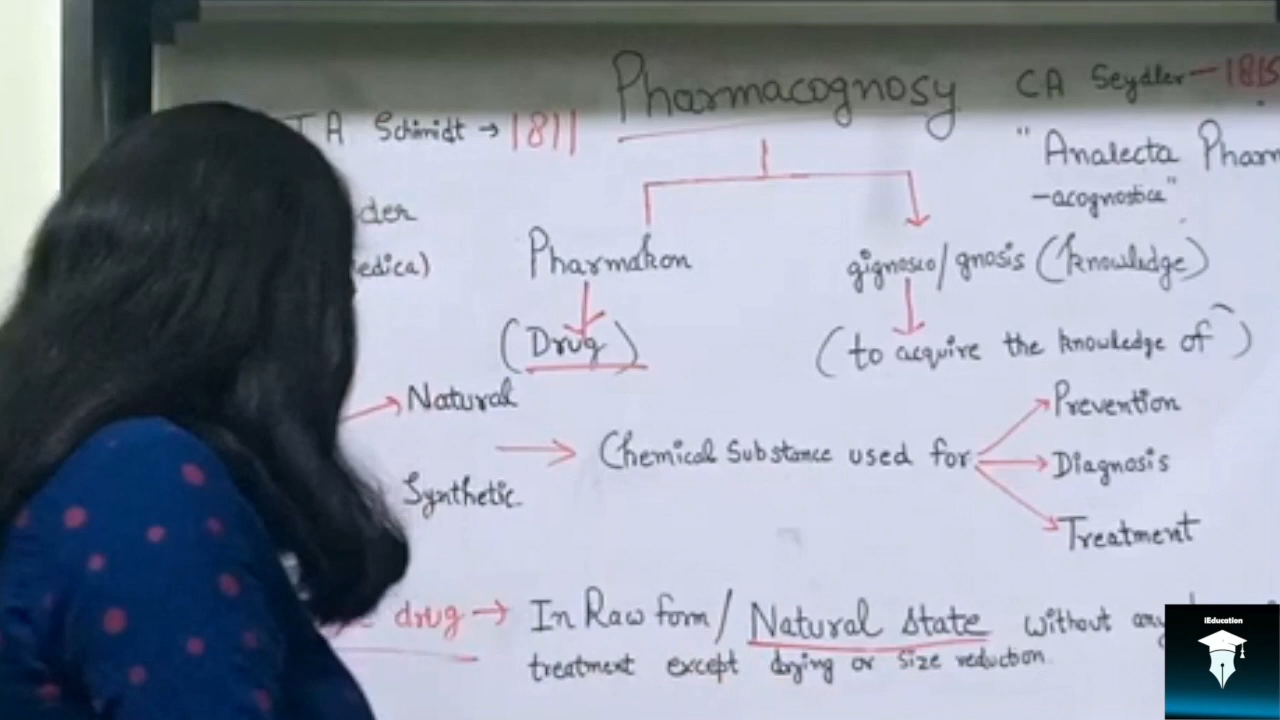 Pharmacognosy
CA Seydler - 1815
J A Schimidt → 1811
"Analecta Pharm
-acognostica"
der
edica)
Pharmakon
gignosco/gnosis (knowledge)
(Drug)
(to acquire the knowledge of)
Natural
Synthetic
→ Chemical Substance used for
Prevention
Diagnosis
Treatment
drug → In Raw form/ Natural state without any
treatment except drying or size reduction.
iEducation